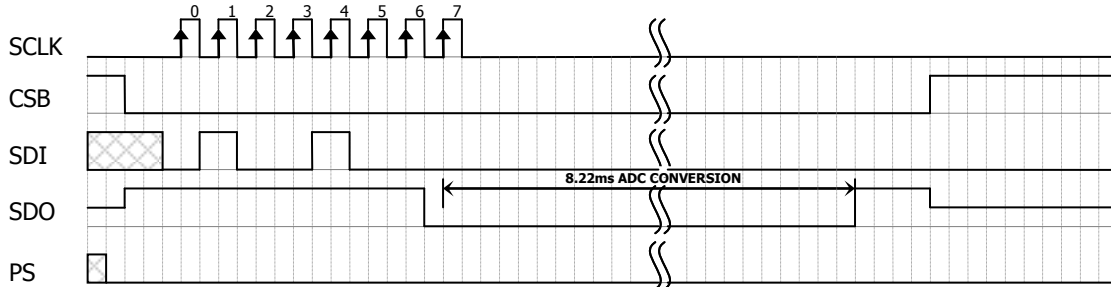 0 1 2 3 4 5 6 7
SCLK
CSB
SDI
8.22ms ADC CONVERSION
SDO
PS